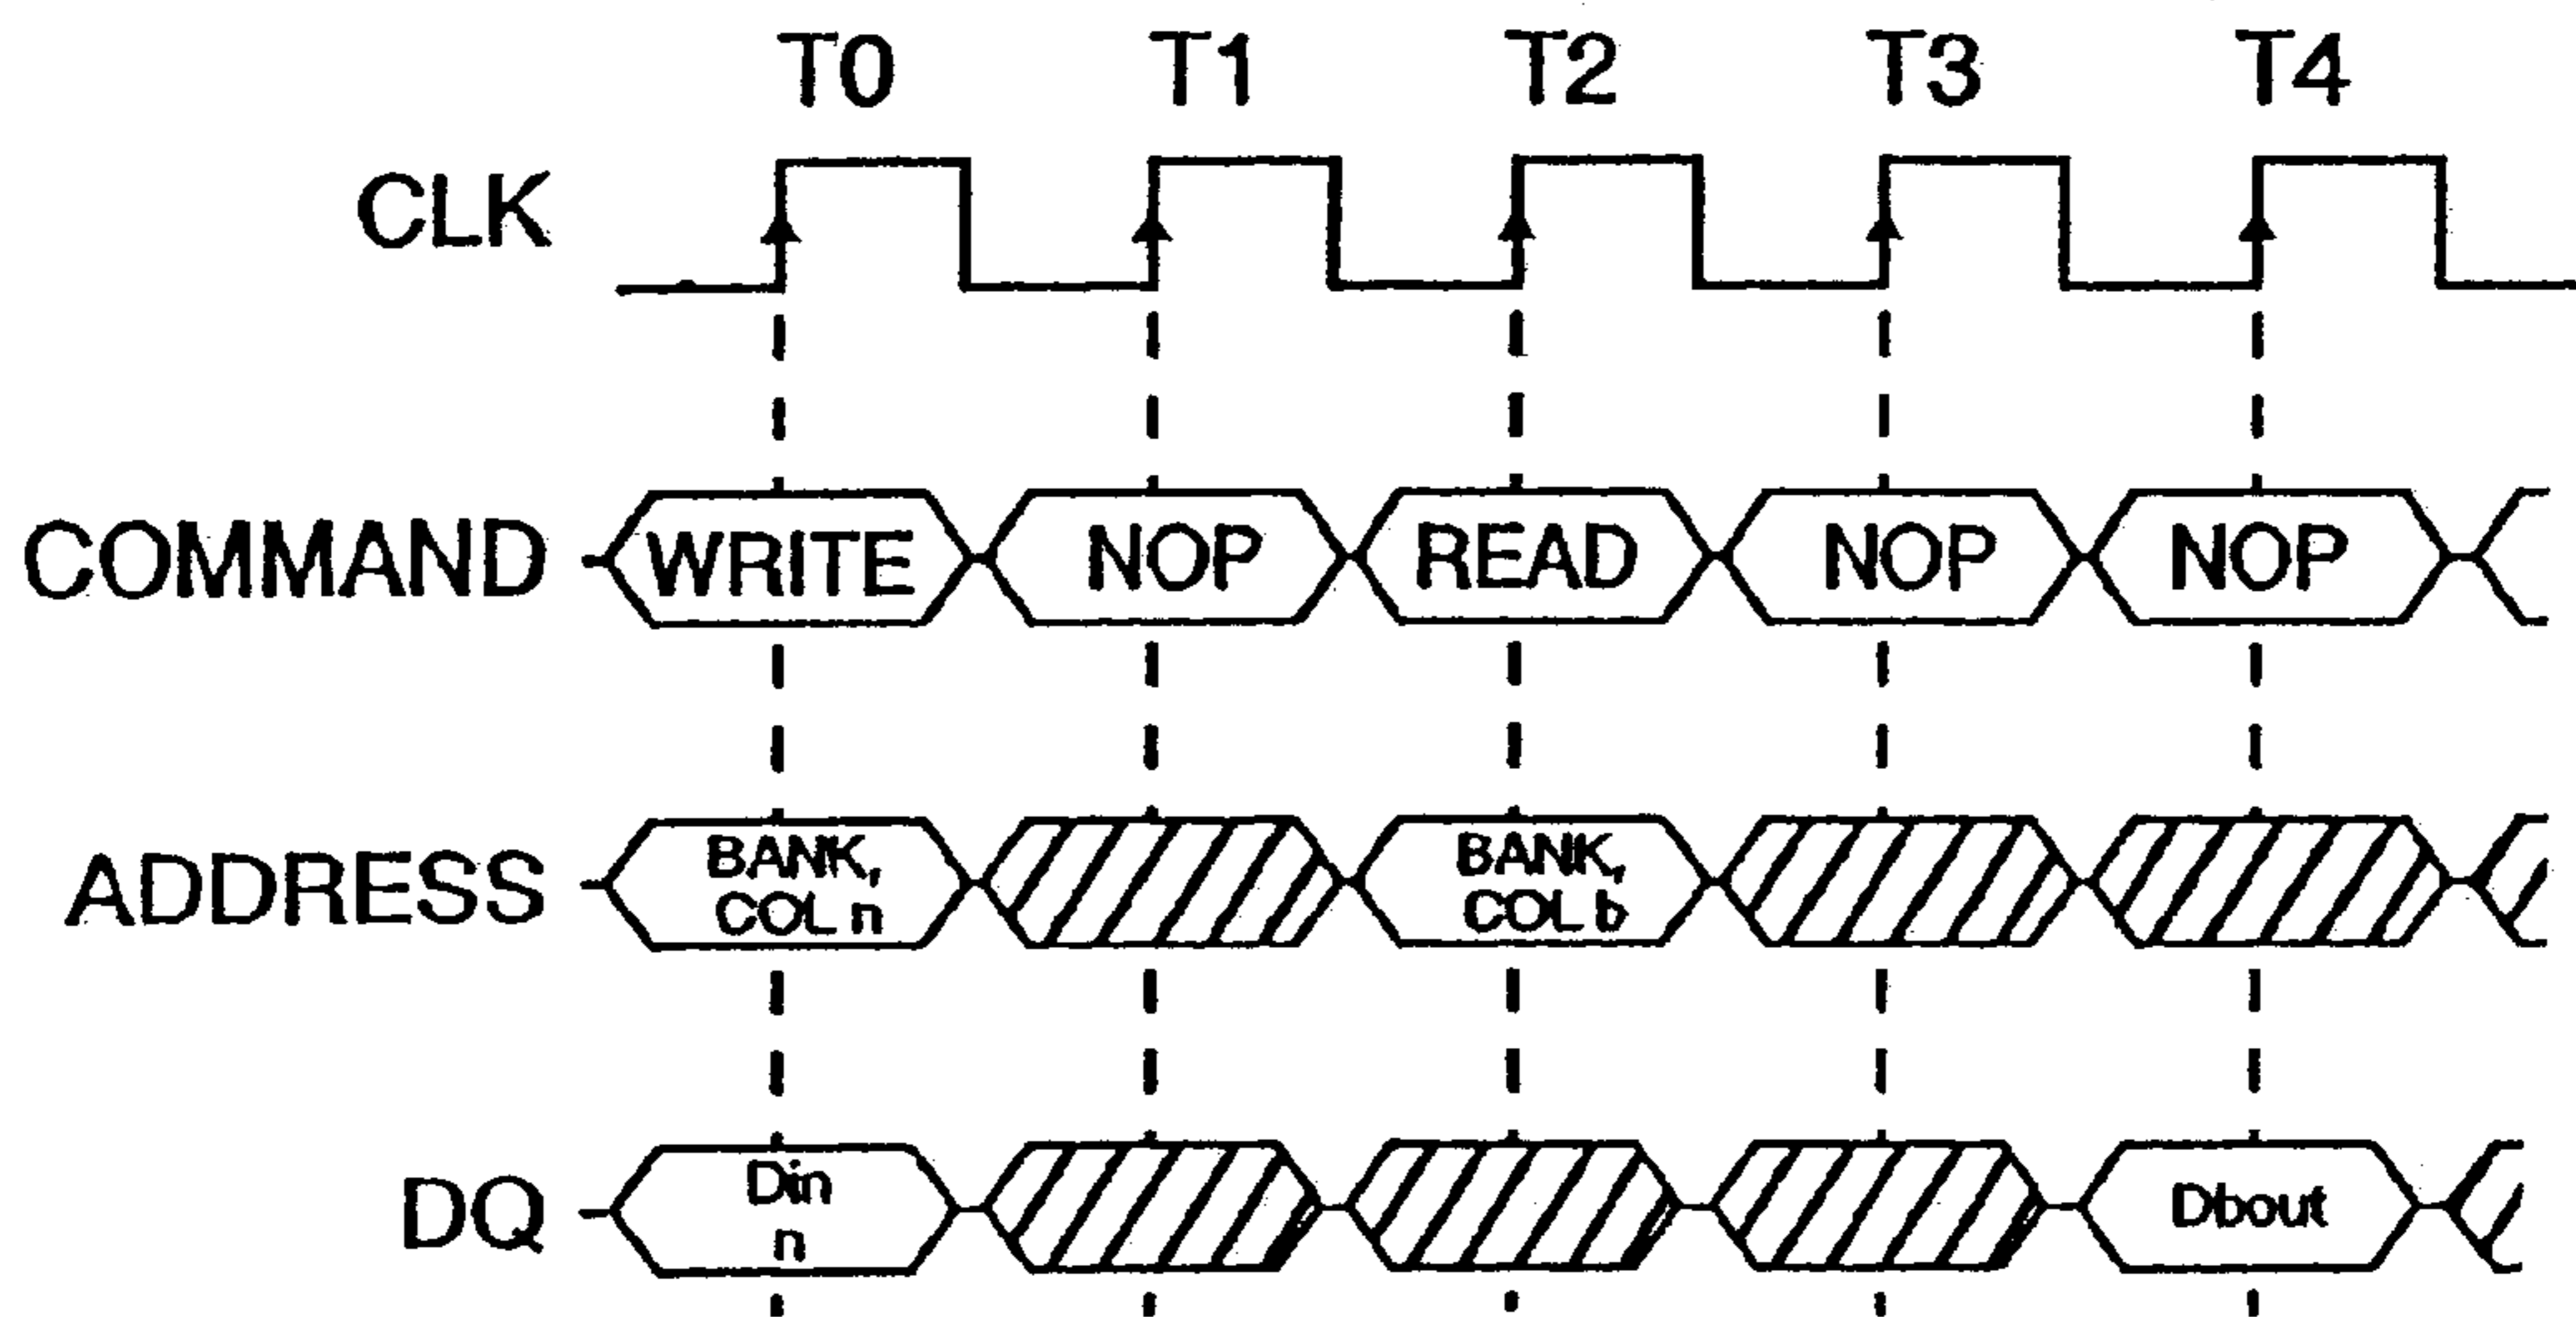 T0 T1 T2 T3 T4
CLK
COMMAND WRITE NOP READ NOP NOP
ADDRESS BANK, COL n BANK, COL b
DQ Din n Dbout